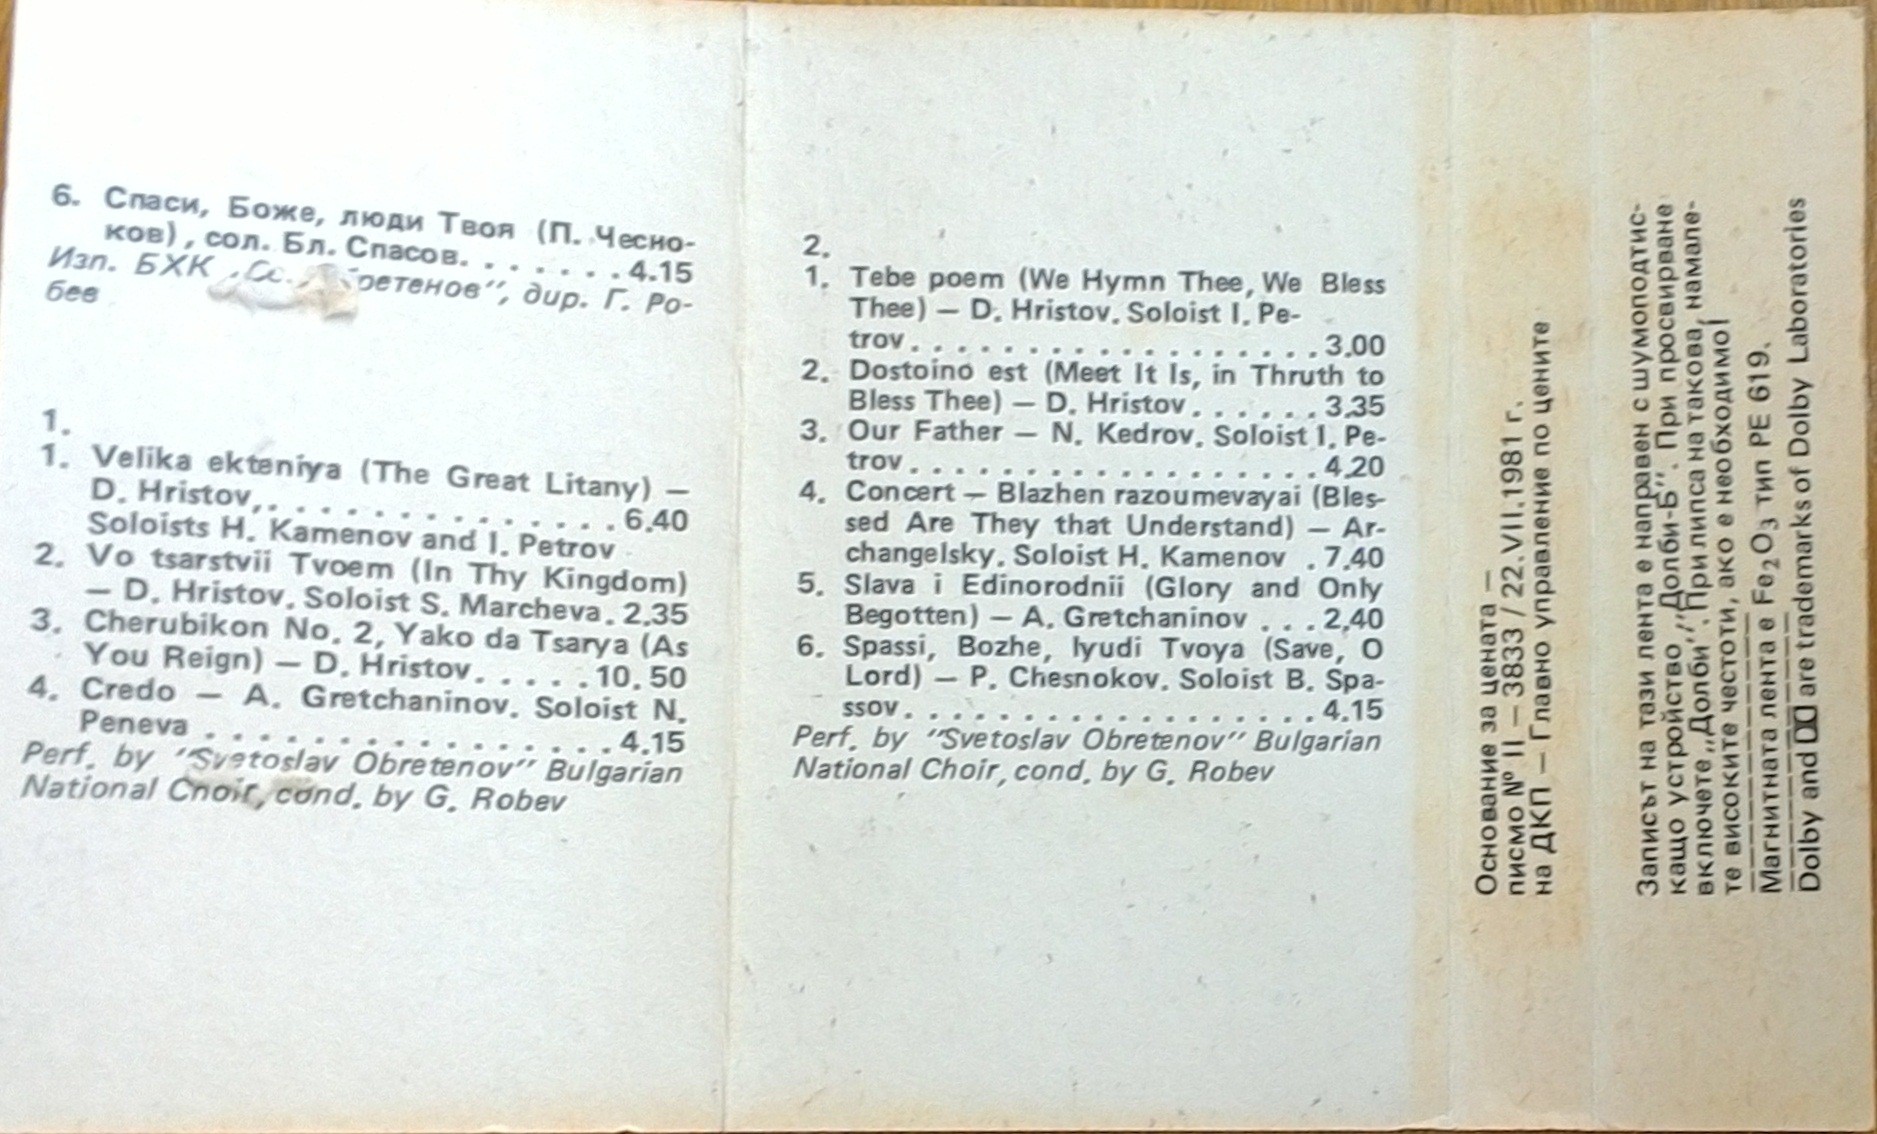 6. Спаси, Боже, люди Твоя (П. Чесно-
ков), сол. Бл. Спасов. . . . . . . 4.15
Изп. БХК ретенов", дир. Г. Ро-
бев
1.
1. Velika ekteniya (The Great Litany) —
D. Hristov,. . . . . . . . . . . . . . 6.40
Soloists H. Kamenov and I. Petrov
2. Vo tsarstvii Tvoem (In Thy Kingdom)
— D. Hristov. Soloist S. Marcheva. 2.35
3. Cherubikon No. 2, Yako da Tsarya (As
You Reign) — D. Hristov. . . . . 10.50
4. Credo — A. Gretchaninov. Soloist N.
Peneva . . . . . . . . . . . . . . . . 4.15
Perf. by "Svetoslav Obretenov" Bulgarian
National Choir, cond. by G. Robev
2.
1. Tebe poem (We Hymn Thee, We Bless
Thee) — D. Hristov. Soloist I. Pe-
trov. . . . . . . . . . . . . . . . . . 3.00
2. Dostoino est (Meet It Is, in Thruth to
Bless Thee) — D. Hristov. . . . . . 3.35
3. Our Father — N. Kedrov. Soloist I. Pe-
trov. . . . . . . . . . . . . . . . . . 4.20
4. Concert — Blazhen razoumevayai (Bles-
sed Are They that Understand) — Ar-
changelsky. Soloist H. Kamenov . 7.40
5. Slava i Edinorodnii (Glory and Only
Begotten) — A. Gretchaninov . . . 2.40
6. Spassi, Bozhe, lyudi Tvoya (Save, O
Lord) — P. Chesnokov. Soloist B. Spa-
ssov. . . . . . . . . . . . . . . . . . 4.15
Perf. by "Svetoslav Obretenov" Bulgarian
National Choir, cond. by G. Robev
Основание за цената —
писмо № II — 3833 / 22.VII.1981 г.
на ДКП — Главно управление по цените
Записът на тази лента е направен с шумоподтис-
кащо устройство „Долби-Б". При просвирване
включете „Долби". При липса на такова, намале-
те високите честоти, ако е необходимо!
Магнитната лента е Fe2O3 тип PE 619.
Dolby and are trademarks of Dolby Laboratories